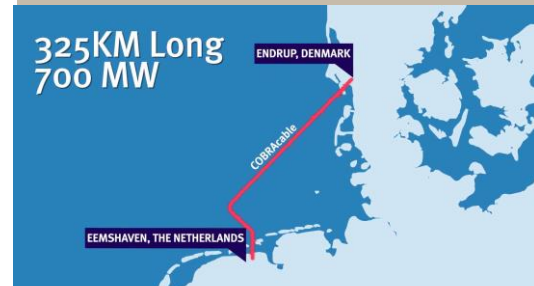 325KM Long
700 MW
ENDRUP, DENMARK
COBRAcable
EEMSHAVEN, THE NETHERLANDS